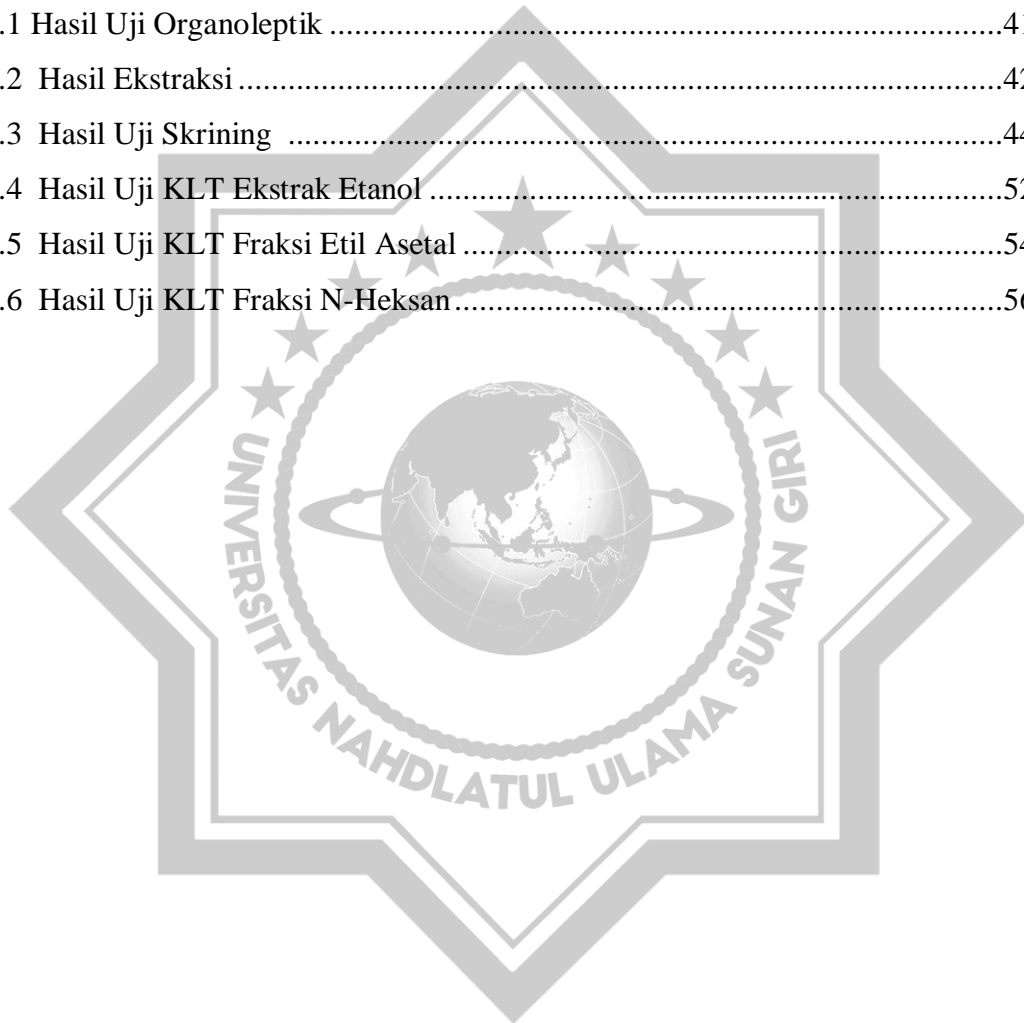 .1 Hasil Uji Organoleptik ................................................................................41
.2 Hasil Ekstraksi ................................................................................42
.3 Hasil Uji Skrining ................................................................................44
.4 Hasil Uji KLT Ekstrak Etanol ................................................................................52
.5 Hasil Uji KLT Fraksi Etil Asetal ................................................................................54
.6 Hasil Uji KLT Fraksi N-Heksan ................................................................................56
UNIVERSITAS NAHDLATUL ULAMA SUNAN GIRI